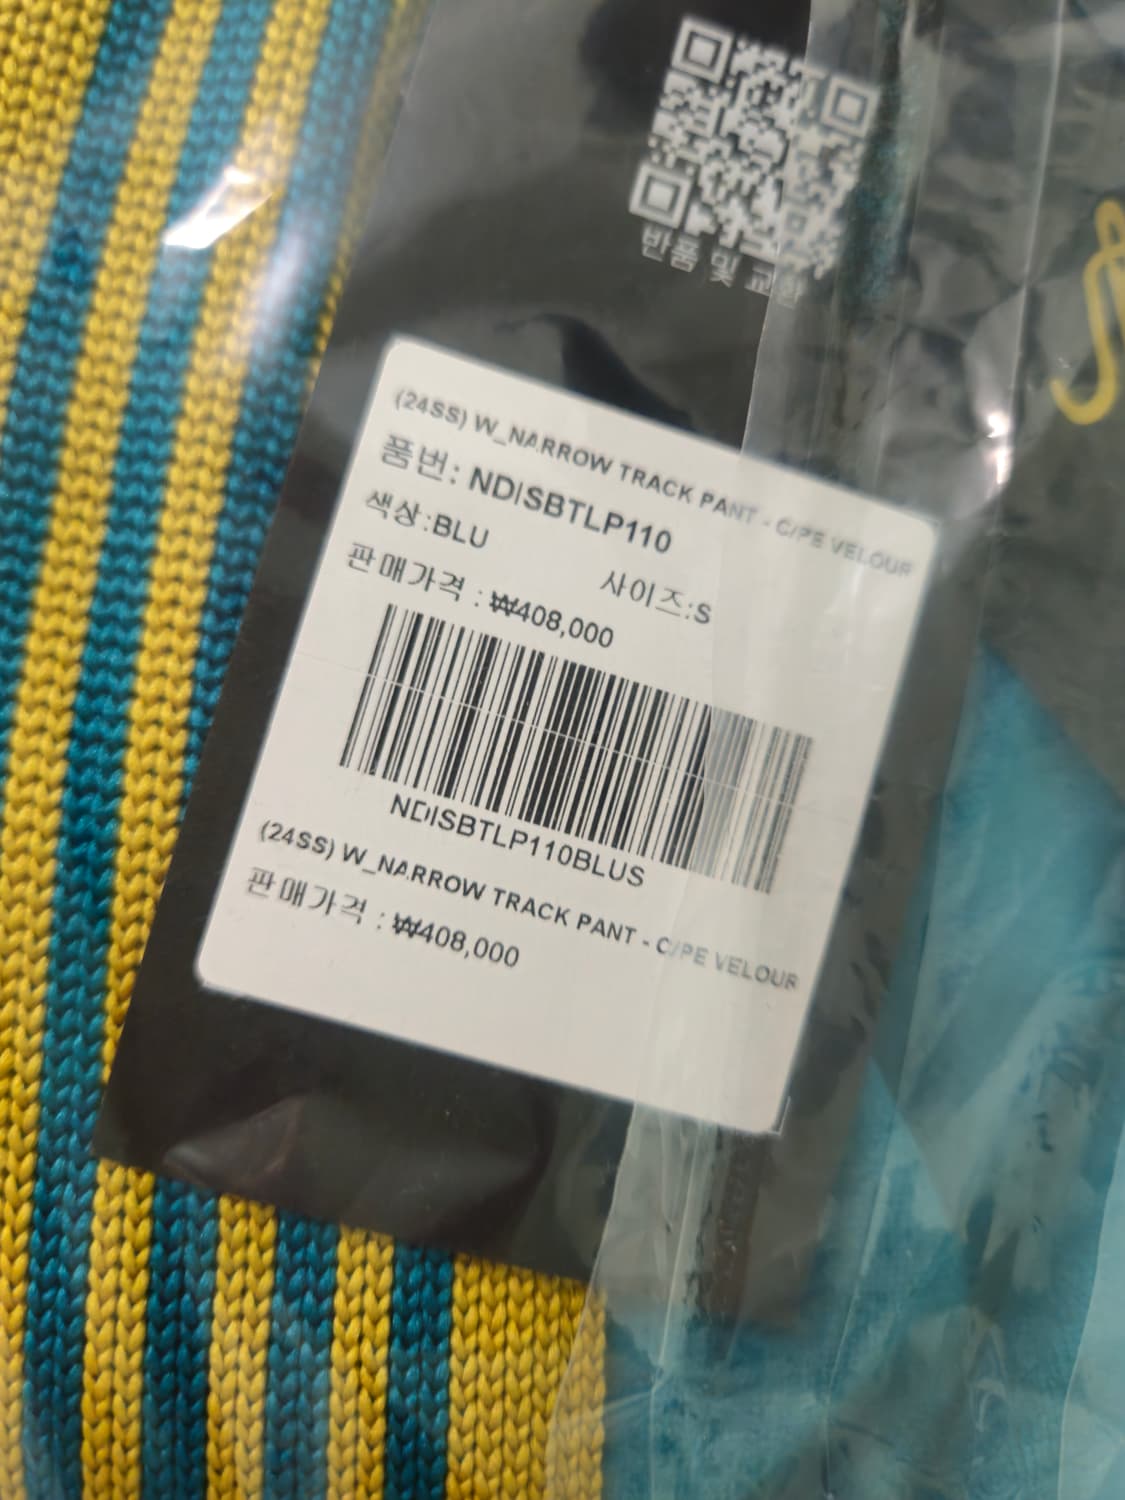 반품 및 교환
(24SS) W_NARROW TRACK PANT - C/PE VELOUR
품번: NDISBTLP110
색상:BLU
사이즈:S
판매가격 : ₩408,000
NDISBTLP110BLUS
(24SS) W_NARROW TRACK PANT - C/PE VELOUR
판매가격 : ₩408,000